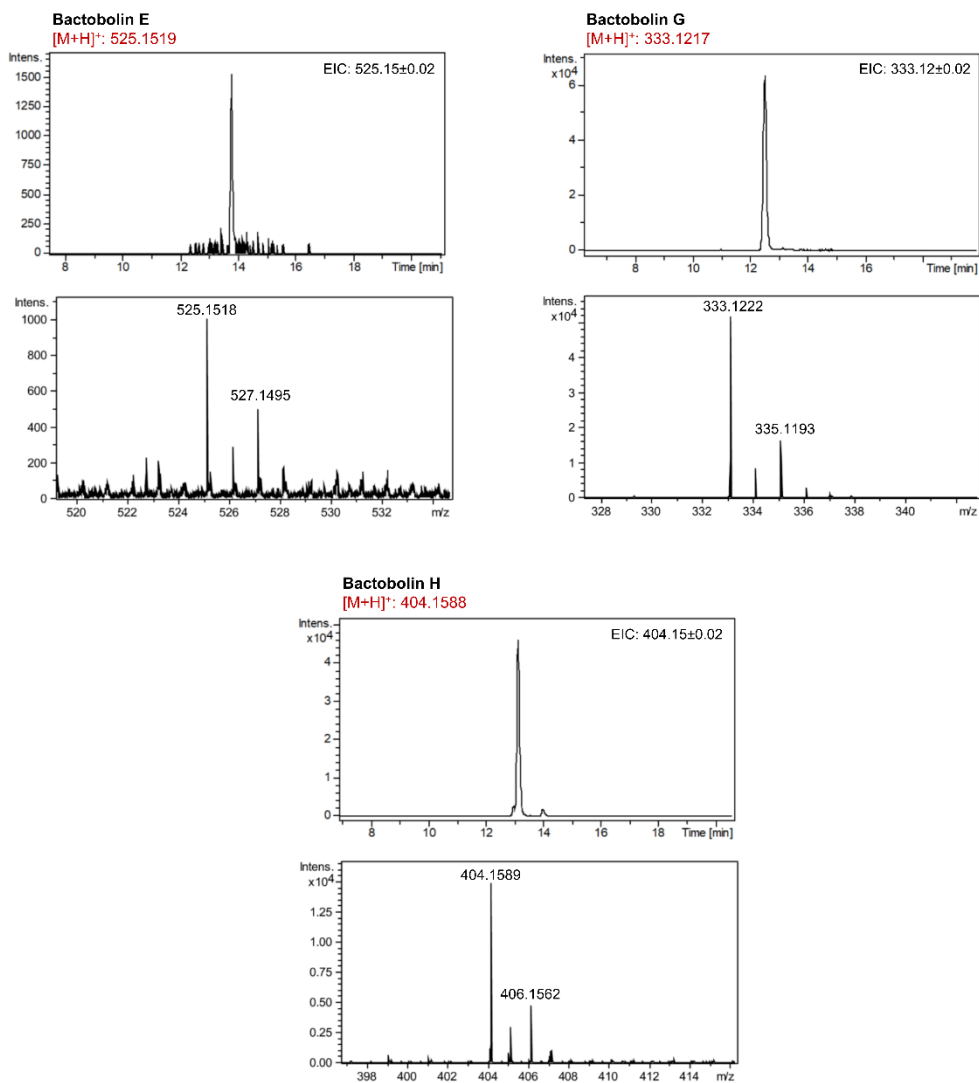 Bactobolin E
[M+H]⁺: 525.1519
Intens.
EIC: 525.15±0.02
1500
1250
1000
750
500
250
0
8 10 12 14 16 18 Time [min]
Intens.
1000
800
600
400
200
0
525.1518
527.1495
520 522 524 526 528 530 532 m/z
Bactobolin G
[M+H]⁺: 333.1217
Intens.
x10⁴
EIC: 333.12±0.02
6
4
2
0
8 10 12 14 16 Time [min]
Intens.
x10⁴
333.1222
4
3
2
1
0
335.1193
328 330 332 334 336 338 340 m/z
Bactobolin H
[M+H]⁺: 404.1588
Intens.
x10⁴
EIC: 404.15±0.02
4
3
2
1
0
8 10 12 14 16 18 Time [min]
Intens.
x10⁴
404.1589
1.25
1.00
0.75
0.50
0.25
0.00
406.1562
398 400 402 404 406 408 410 412 414 m/z